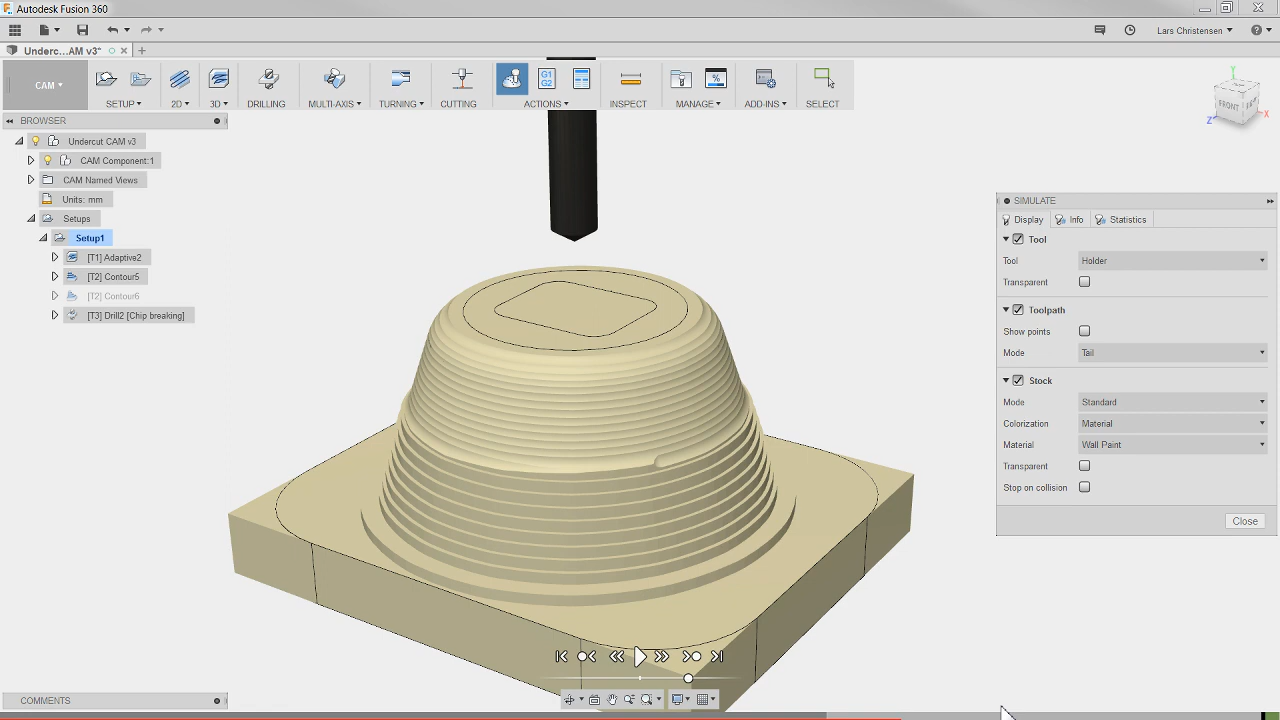 Autodesk Fusion 360
Lars Christensen
Underc...AM v3*
CAM
SETUP
2D
3D
DRILLING
MULTI-AXIS
TURNING
CUTTING
G1
G2
ACTIONS
INSPECT
MANAGE
ADD-INS
SELECT
BROWSER
Undercut CAM v3
CAM Component:1
CAM Named Views
Units: mm
Setups
Setup1
[T1] Adaptive2
[T2] Contour5
[T2] Contour6
[T3] Drill2 [Chip breaking]
Y
FRONT
Z
X
SIMULATE
Display Info Statistics
Tool
Tool Holder
Transparent
Toolpath
Show points
Mode Tail
Stock
Mode Standard
Colorization Material
Material Wall Paint
Transparent
Stop on collision
Close
COMMENTS